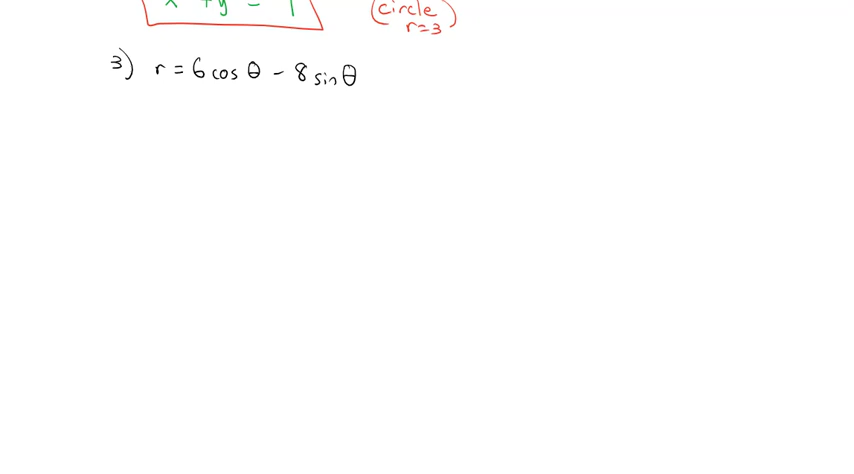 x + y =
(circle
r=3)
3) r = 6 cos θ - 8 sin θ